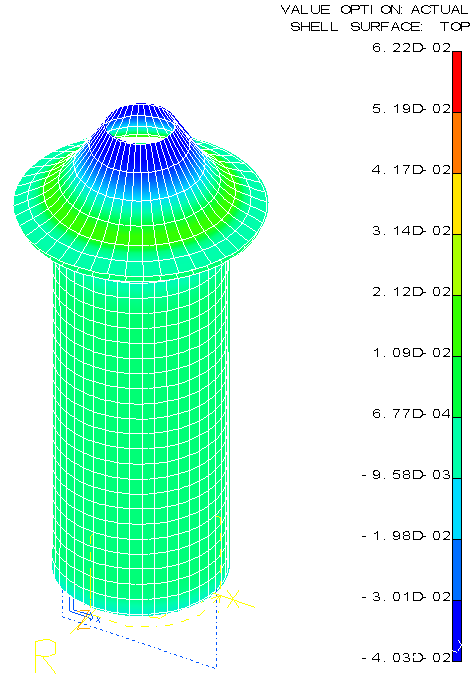 VALUE OPTION: ACTUAL
SHELL SURFACE: TOP
6.22D-02
5.19D-02
4.17D-02
3.14D-02
2.12D-02
1.09D-02
6.77D-04
-9.58D-03
-1.98D-02
-3.01D-02
-4.03D-02
X
Z
x
R